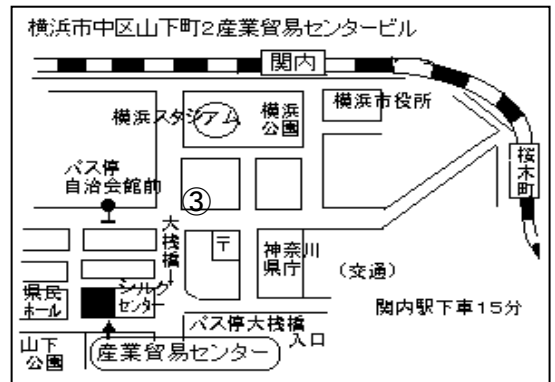 横浜市中区山下町2産業貿易センタービル
関内
横浜スタジアム
横浜
公園
横浜市役所
桜木町
バス停
自治会館前
③
大桟橋
〒
神奈川
県庁
(交通)
県民
ホール
シルク
センター
関内駅下車15分
バス停大桟橋
入口
山下
公園
産業貿易センター